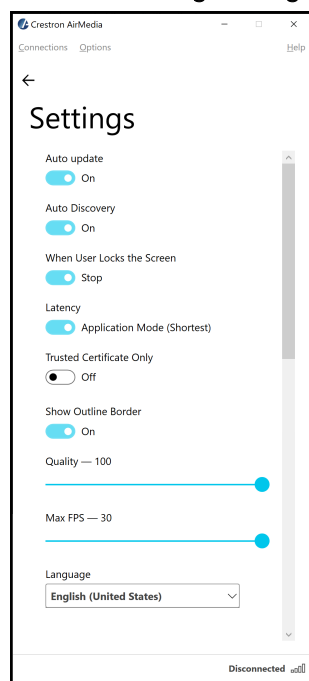 Crestron AirMedia
Connections Options Help
Settings
Auto update
On
Auto Discovery
On
When User Locks the Screen
Stop
Latency
Application Mode (Shortest)
Trusted Certificate Only
Off
Show Outline Border
On
Quality — 100
Max FPS — 30
Language
English (United States)
Disconnected